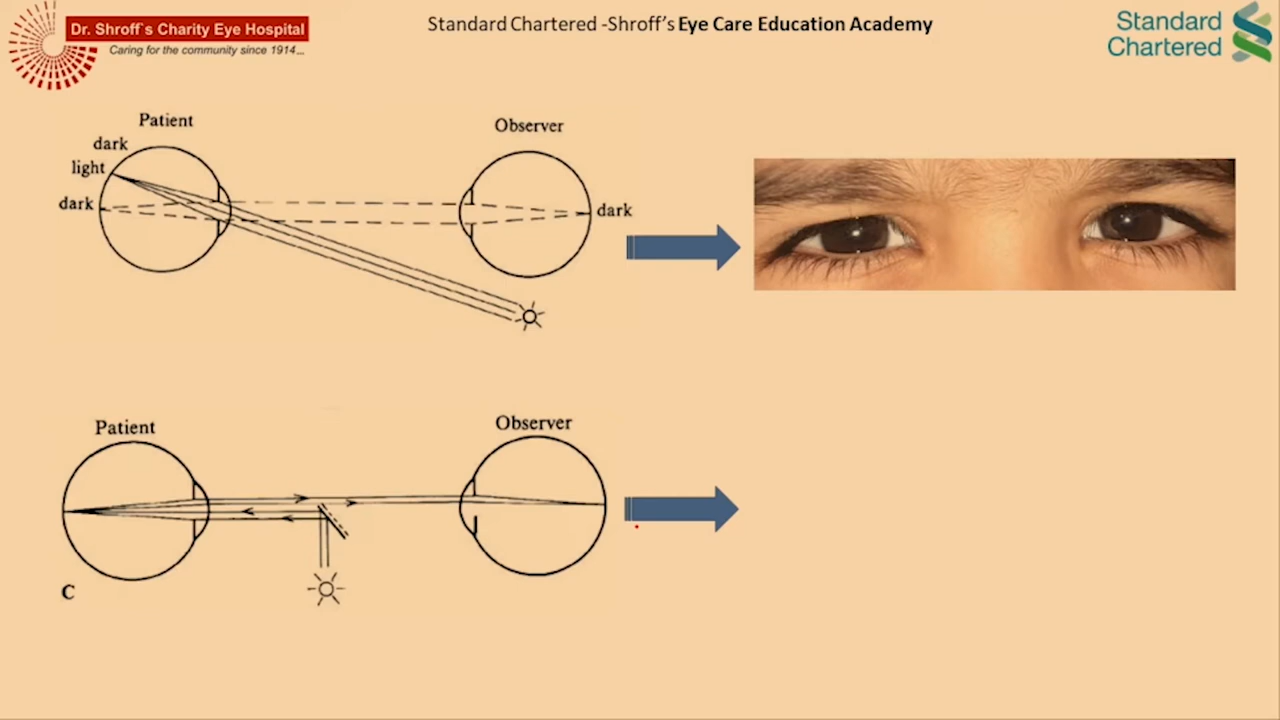 Dr. Shroff's Charity Eye Hospital
Caring for the community since 1914...
Standard Chartered -Shroff's Eye Care Education Academy
Standard
Chartered
Patient
Observer
dark
light
dark
dark
Patient
Observer
C